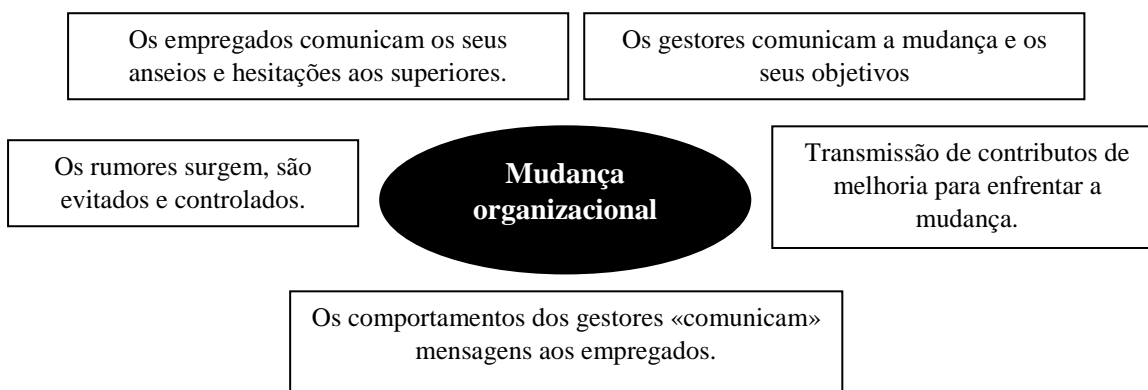 Os empregados comunicam os seus
anseios e hesitações aos superiores.
Os gestores comunicam a mudança e os
seus objetivos
Os rumores surgem, são
evitados e controlados.
Mudança
organizacional
Transmissão de contributos de
melhoria para enfrentar a
mudança.
Os comportamentos dos gestores «comunicam»
mensagens aos empregados.